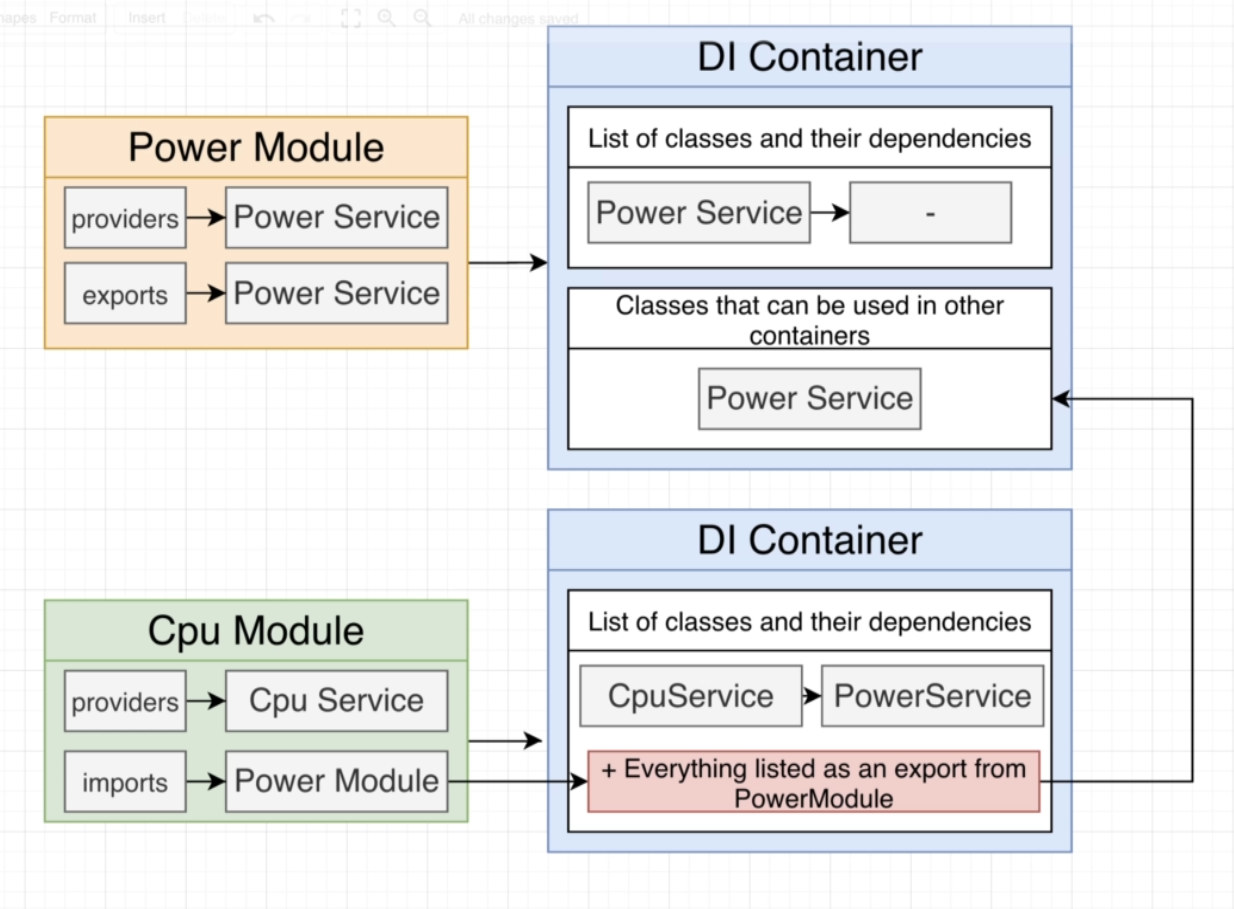 Format Insert Delete All changes saved
DI Container
List of classes and their dependencies
Power Service -
Classes that can be used in other
containers
Power Service
Power Module
providers Power Service
exports Power Service
DI Container
List of classes and their dependencies
CpuService PowerService
+ Everything listed as an export from
PowerModule
Cpu Module
providers Cpu Service
imports Power Module